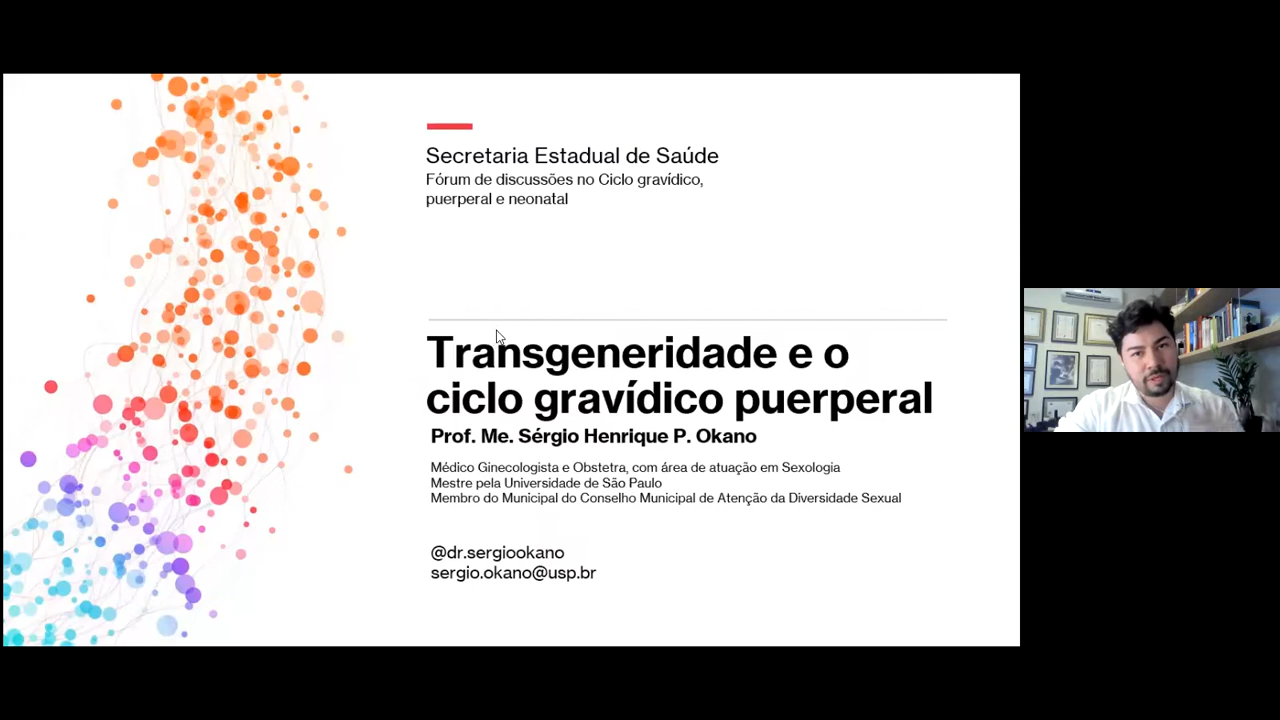 Secretaria Estadual de Saúde
Fórum de discussões no Ciclo gravídico,
puerperal e neonatal
Transgeneridade e o
ciclo gravídico puerperal
Prof. Me. Sérgio Henrique P. Okano
Médico Ginecologista e Obstetra, com área de atuação em Sexologia
Mestre pela Universidade de São Paulo
Membro do Municipal do Conselho Municipal de Atenção da Diversidade Sexual
@dr.sergiookano
sergio.okano@usp.br